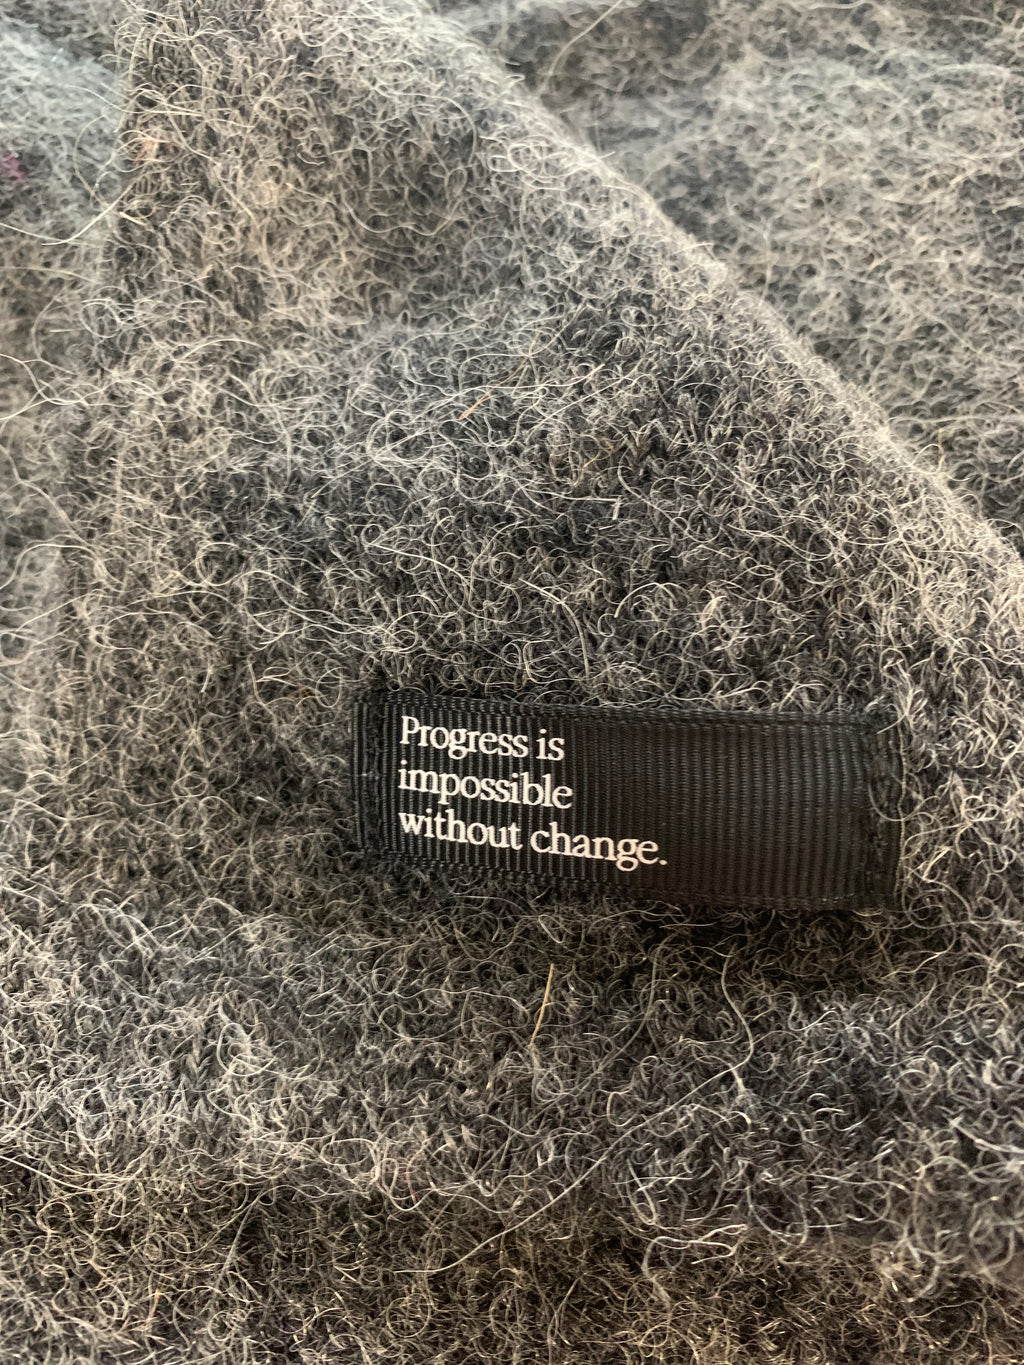 Progress is
impossible
without change.